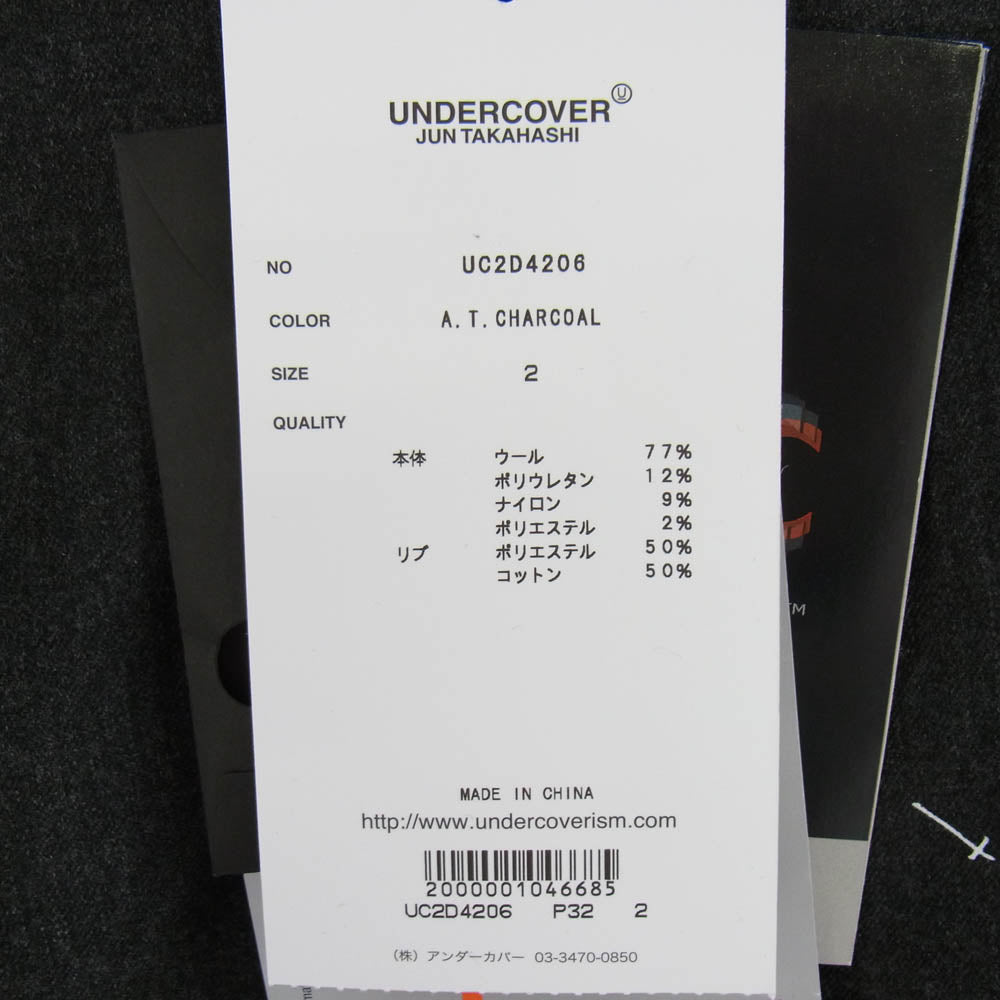 UNDERCOVER Ⓤ
JUN TAKAHASHI
NO UC2D4206
COLOR A.T.CHARCOAL
SIZE 2
QUALITY
本体 ウール 77%
ポリウレタン 12%
ナイロン 9%
ポリエステル 2%
リブ ポリエステル 50%
コットン 50%
MADE IN CHINA
http://www.undercoverism.com
2000001046685
UC2D4206 P32 2
(株) アンダーカバー 03-3470-0850